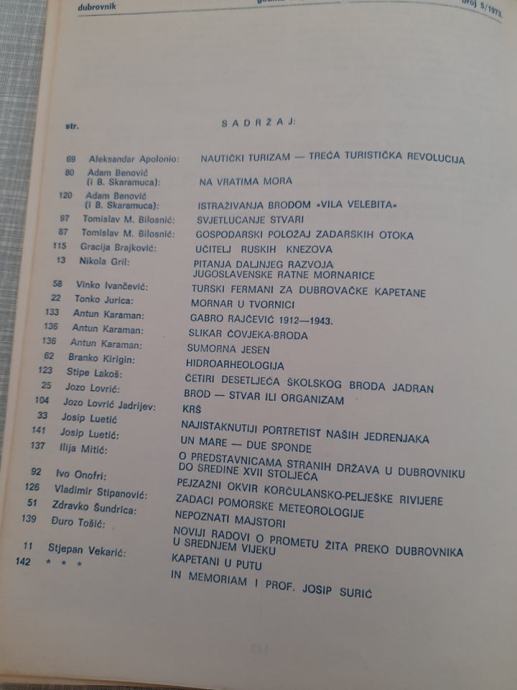 dubrovnik
broj 5/1973.
SADRŽAJ:
str.
69 Aleksandar Apolonio: NAUTIČKI TURIZAM — TREĆA TURISTIČKA REVOLUCIJA
80 Adam Benović
(i B. Skaramuca): NA VRATIMA MORA
120 Adam Benović
(i B. Skaramuca): ISTRAŽIVANJA BRODOM »VILA VELEBITA«
97 Tomislav M. Bilosnić: SVJETLUCANJE STVARI
87 Tomislav M. Bilosnić: GOSPODARSKI POLOŽAJ ZADARSKIH OTOKA
115 Gracija Brajković: UČITELJ RUSKIH KNEZOVA
13 Nikola Gril: PITANJA DALJNJEG RAZVOJA
JUGOSLAVENSKE RATNE MORNARICE
58 Vinko Ivančević: TURSKI FERMANI ZA DUBROVAČKE KAPETANE
22 Tonko Jurica: MORNAR U TVORNICI
133 Antun Karaman: GABRO RAJČEVIĆ 1912—1943.
135 Antun Karaman: SLIKAR ČOVJEKA-BRODA
136 Antun Karaman: SUMORNA JESEN
62 Branko Kirigin: HIDROARHEOLOGIJA
123 Stipe Lakoš: ČETIRI DESETLJEĆA ŠKOLSKOG BRODA JADRAN
25 Jozo Lovrić: BROD — STVAR ILI ORGANIZAM
104 Jozo Lovrić Jadrijev: KRŠ
33 Josip Luetić NAJISTAKNUTIJI PORTRETIST NAŠIH JEDRENJAKA
141 Josip Luetić: UN MARE — DUE SPONDE
137 Ilija Mitić: O PREDSTAVNICAMA STRANIH DRŽAVA U DUBROVNIKU
DO SREDINE XVII STOLJEĆA
92 Ivo Onofri: PEJZAŽNI OKVIR KORČULANSKO-PELJEŠKE RIVIJERE
126 Vladimir Stipanović: ZADACI POMORSKE METEOROLOGIJE
51 Zdravko Šundrica: NEPOZNATI MAJSTORI
139 Đuro Tošić: NOVIJI RADOVI O PROMETU ŽITA PREKO DUBROVNIKA
U SREDNJEM VIJEKU
11 Stjepan Vekarić: KAPETANI U PUTU
142 * * * IN MEMORIAM I PROF. JOSIP SURIĆ